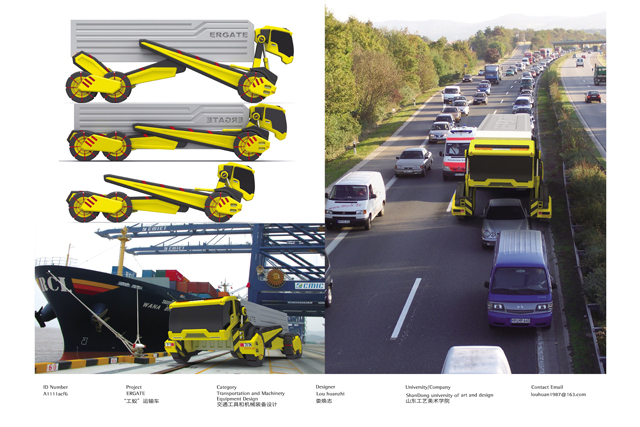 ERGATE
ERGATE
ID Number
A1111acf6
Project
ERGATE
“工蚁”运输车
Category
Transportation and Machinery
Equipment Design
交通工具和机械装备设计
Designer
Lou huanzhi
娄焕志
University/Company
ShanDong university of art and design
山东工艺美术学院
Contact Email
louhuan1987@163.com